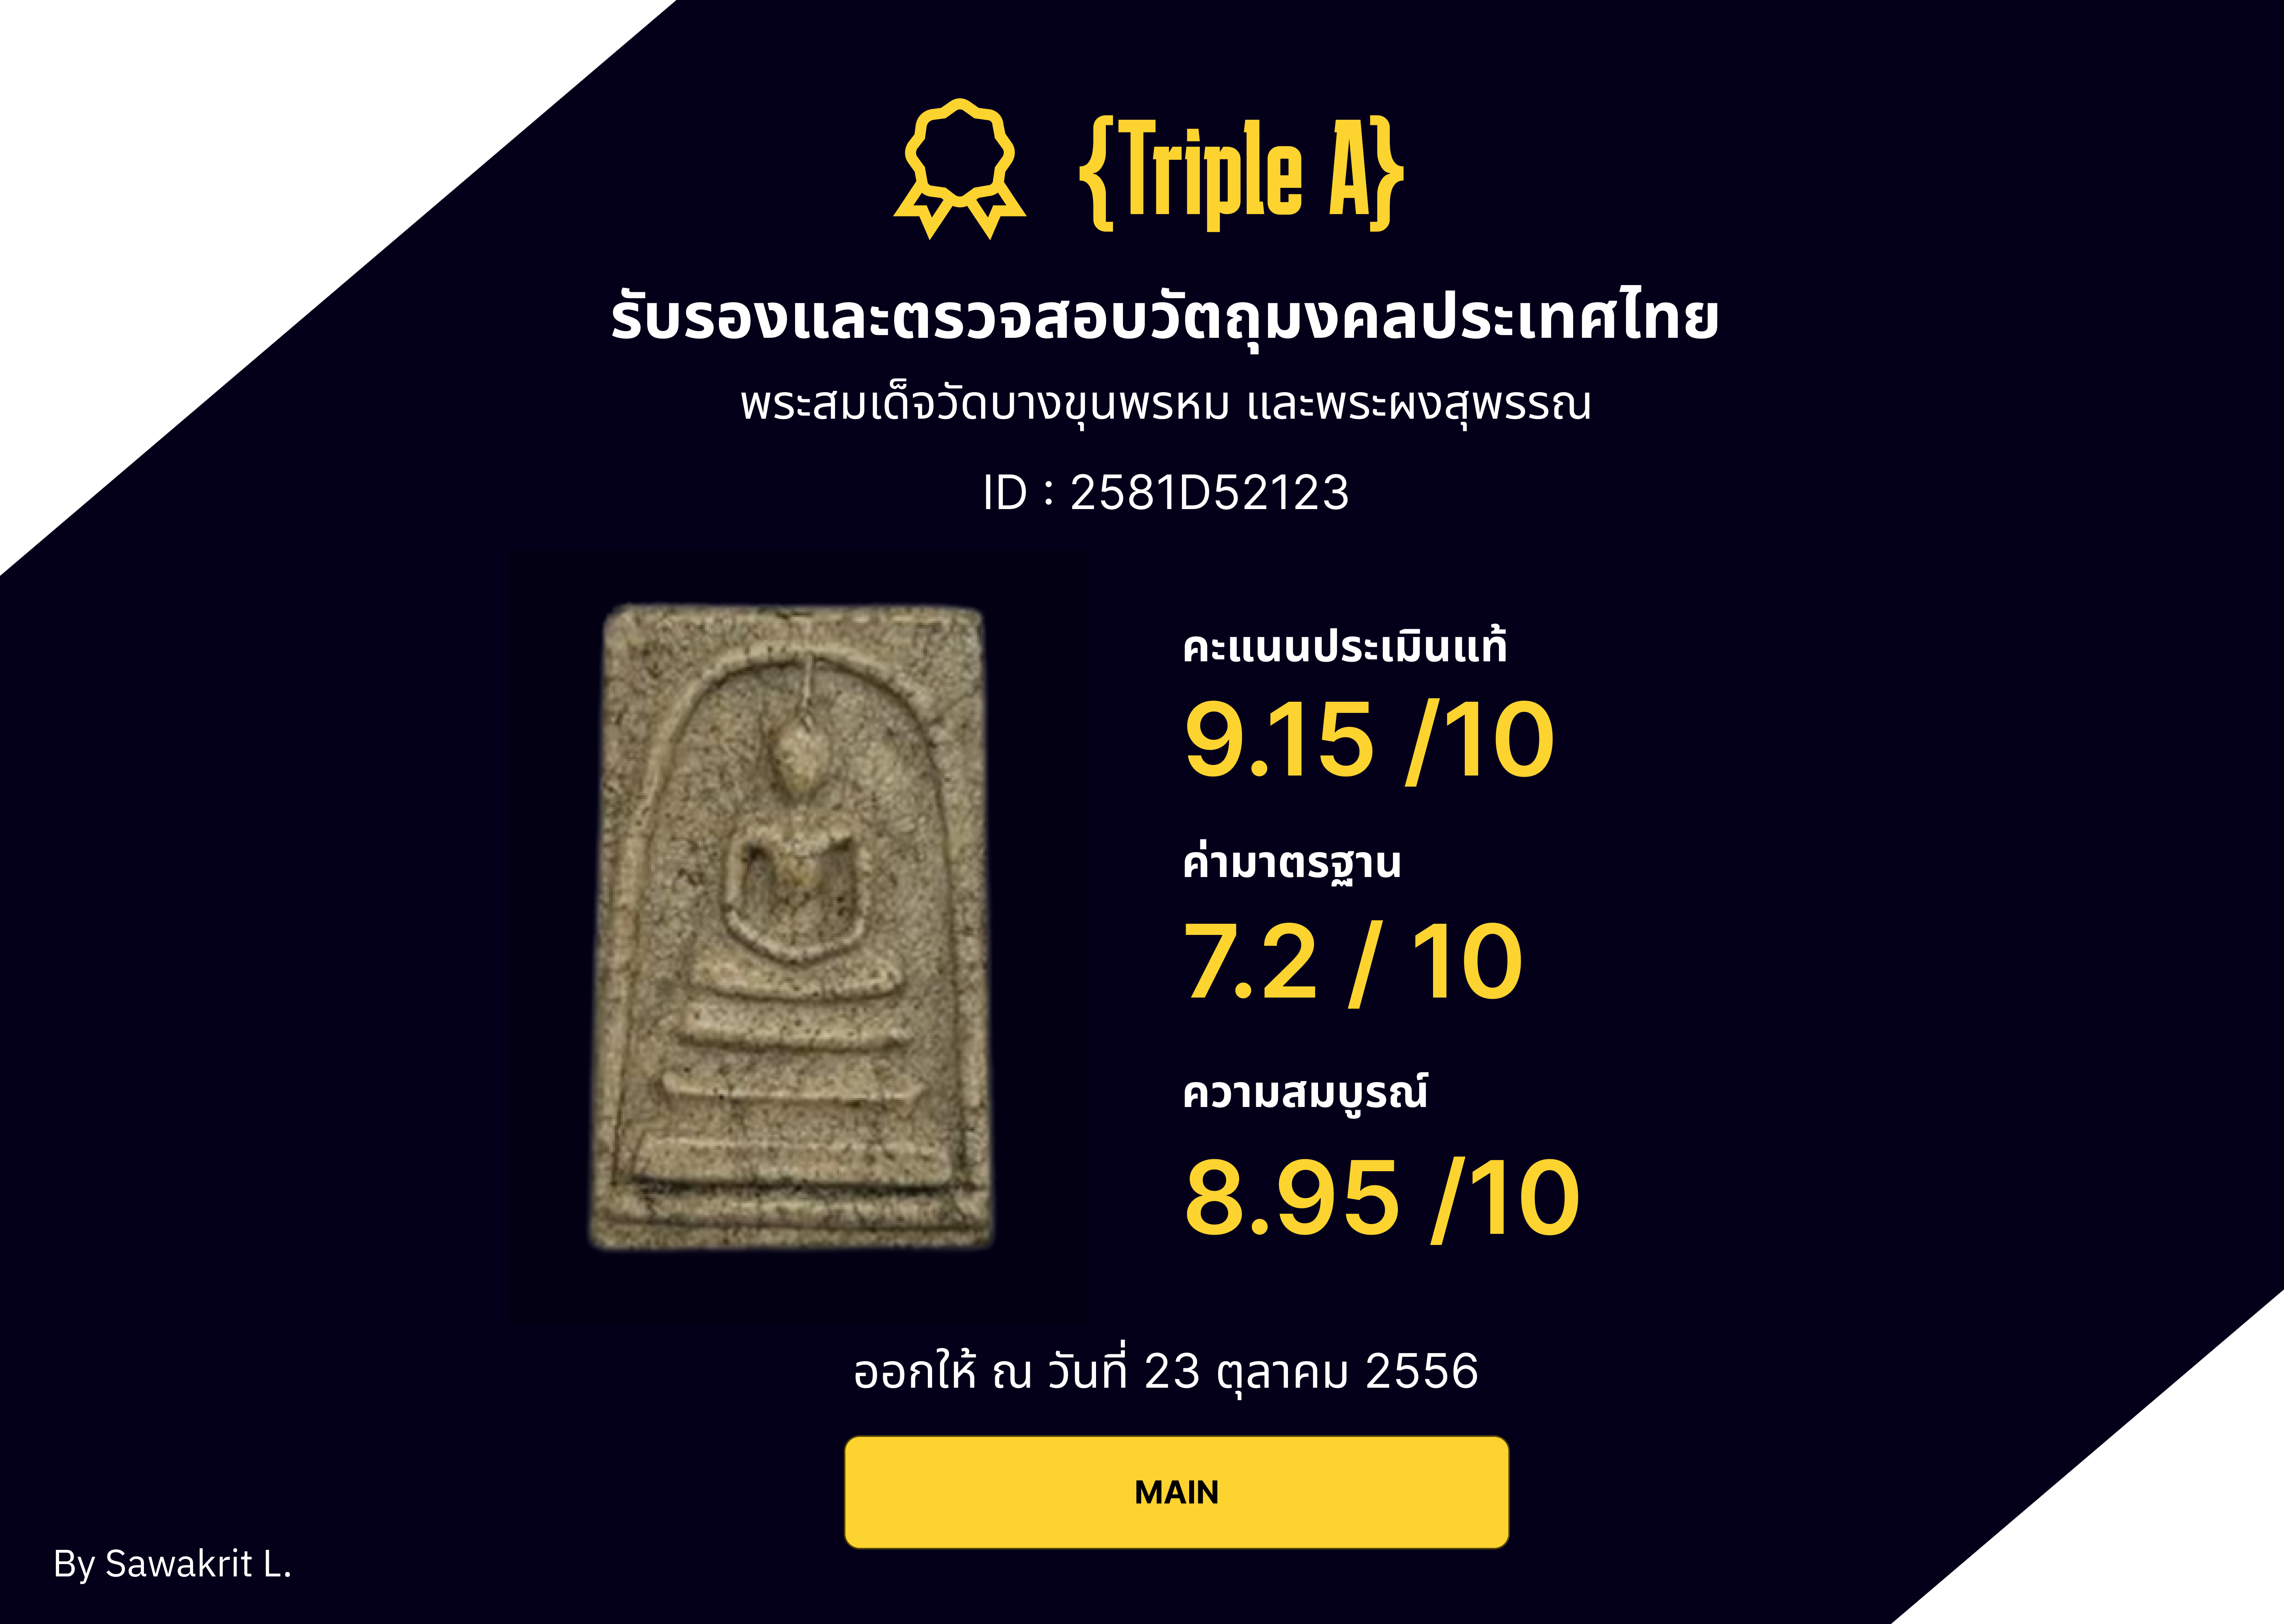 {Triple A}
รับรองและตรวจสอบวัตถุมงคลประเทศไทย
พระสมเด็จวัดบางขุนพรหม และพระผงสุพรรณ
ID : 2581D52123
คะแนนประเมินแท้
9.15 /10
ค่ามาตรฐาน
7.2 / 10
ความสมบูรณ์
8.95 /10
ออกให้ ณ วันที่ 23 ตุลาคม 2556
MAIN
By Sawakrit L.